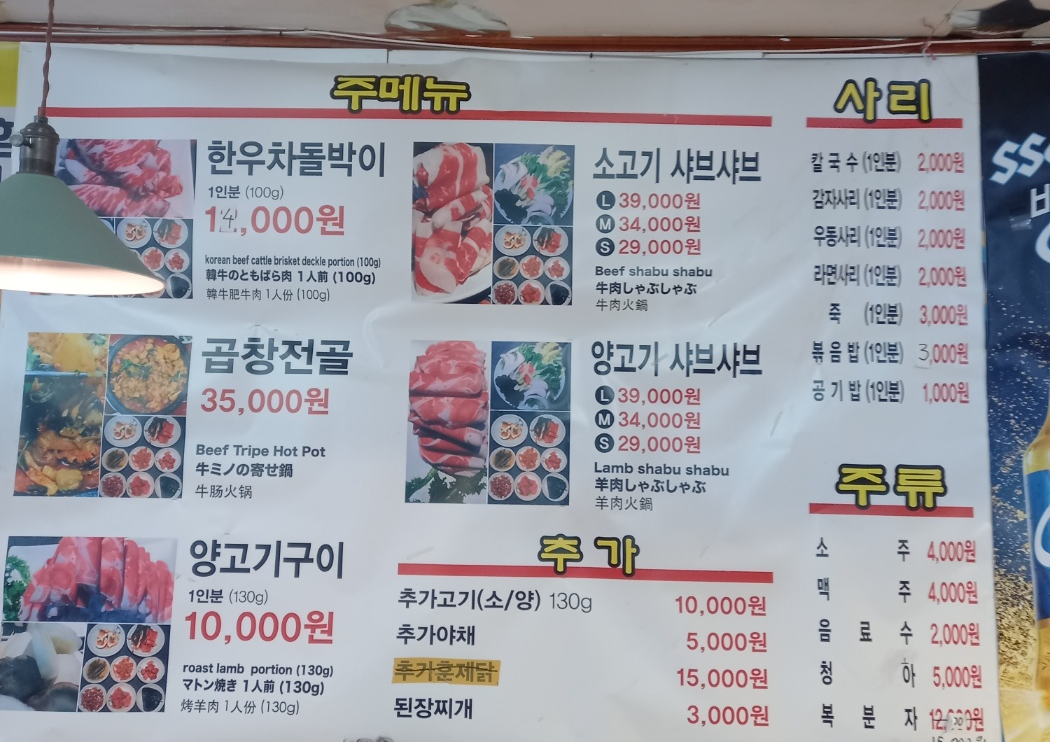 주메뉴
한우차돌박이
1인분 (100g)
14,000원
korean beef cattle brisket deckle portion (100g)
韓牛のともばら肉 1人前 (100g)
韓牛肥牛肉 1人份 (100g)
곱창전골
35,000원
Beef Tripe Hot Pot
牛ミノの寄せ鍋
牛肠火锅
양고기구이
1인분 (130g)
10,000원
roast lamb portion (130g)
マトン焼き 1人前 (130g)
烤羊肉 1人份 (130g)
소고기 샤브샤브
L 39,000원
M 34,000원
S 29,000원
Beef shabu shabu
牛肉しゃぶしゃぶ
牛肉火鍋
양고기 샤브샤브
L 39,000원
M 34,000원
S 29,000원
Lamb shabu shabu
羊肉しゃぶしゃぶ
羊肉火鍋
추가
추가고기(소/양) 130g 10,000원
추가야채 5,000원
추가훈제닭 15,000원
된장찌개 3,000원
사리
칼국수 (1인분) 2,000원
감자사리 (1인분) 2,000원
우동사리 (1인분) 2,000원
라면사리 (1인분) 2,000원
죽 (1인분) 3,000원
볶음밥 (1인분) 3,000원
공기밥 (1인분) 1,000원
주류
소주 4,000원
맥주 4,000원
음료수 2,000원
청하 5,000원
복분자